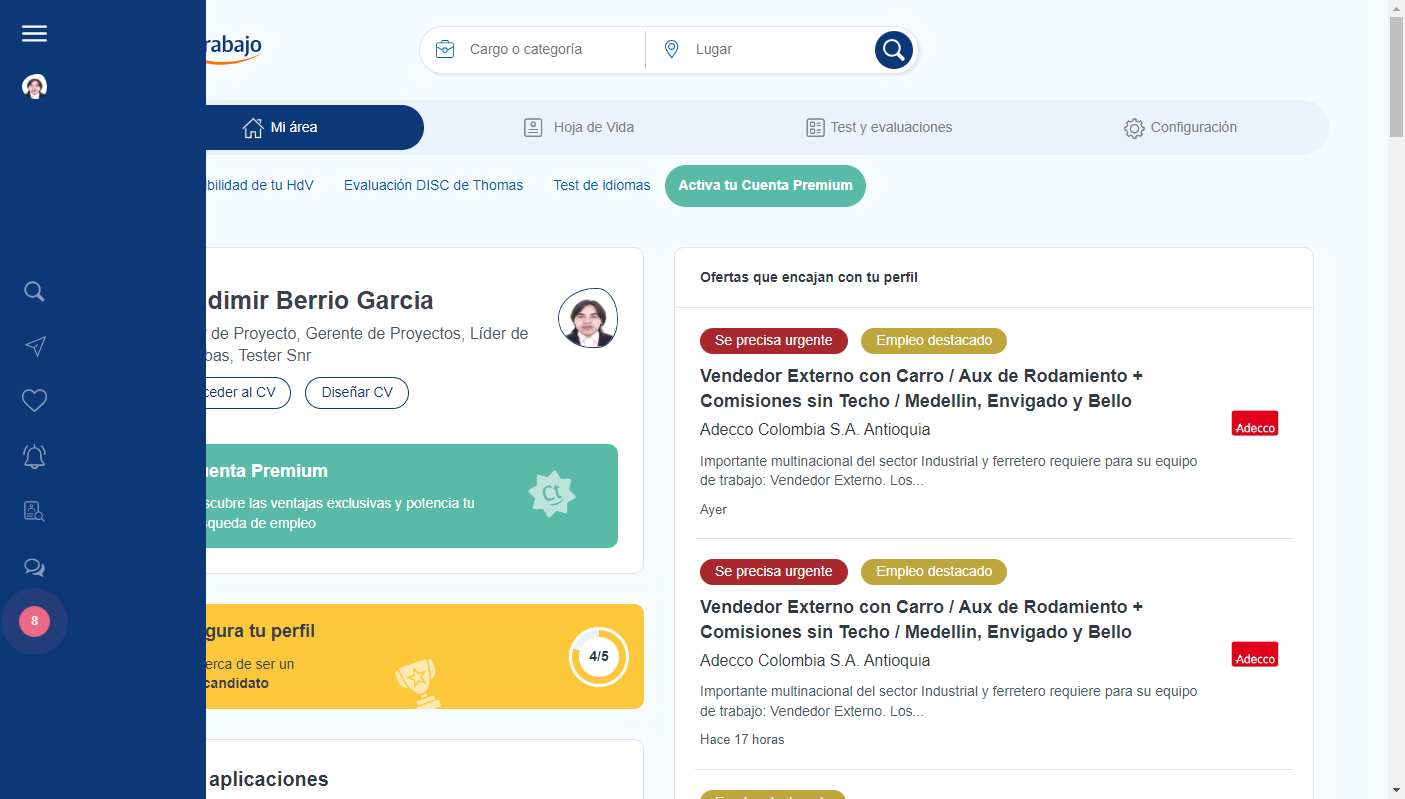 rabajo
Cargo o categoría
Lugar
Mi área
Hoja de Vida
Test y evaluaciones
Configuración
bilidad de tu HdV
Evaluación DISC de Thomas
Test de idiomas
Activa tu Cuenta Premium
dimir Berrio Garcia
de Proyecto, Gerente de Proyectos, Líder de
bas, Tester Snr
ceder al CV
Diseñar CV
uenta Premium
scubre las ventajas exclusivas y potencia tu
squeda de empleo
Ct
gura tu perfil
erca de ser un
candidato
4/5
aplicaciones
8
Ofertas que encajan con tu perfil
Se precisa urgente
Empleo destacado
Vendedor Externo con Carro / Aux de Rodamiento +
Comisiones sin Techo / Medellin, Envigado y Bello
Adecco Colombia S.A. Antioquia
Adecco
Importante multinacional del sector Industrial y ferretero requiere para su equipo
de trabajo: Vendedor Externo. Los...
Ayer
Se precisa urgente
Empleo destacado
Vendedor Externo con Carro / Aux de Rodamiento +
Comisiones sin Techo / Medellin, Envigado y Bello
Adecco Colombia S.A. Antioquia
Adecco
Importante multinacional del sector Industrial y ferretero requiere para su equipo
de trabajo: Vendedor Externo. Los...
Hace 17 horas